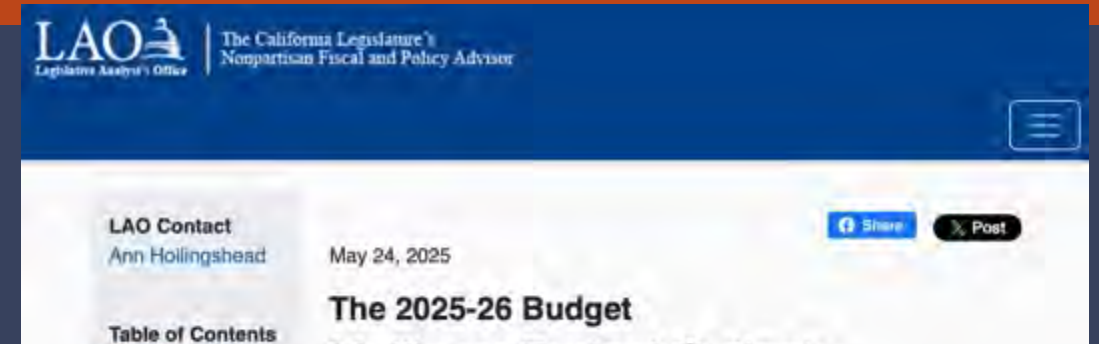 LAO
Legislative Analyst's Office
The California Legislature's
Nonpartisan Fiscal and Policy Advisor
LAO Contact
Ann Hollingshead
Share
X Post
May 24, 2025
The 2025-26 Budget
Table of Contents